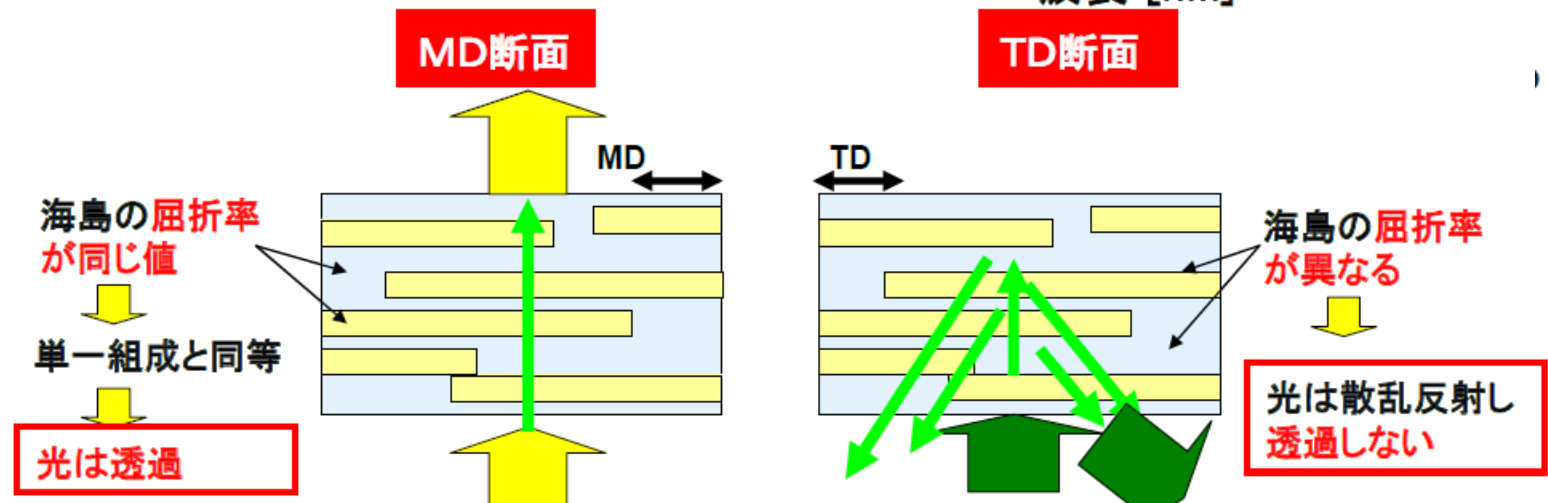 MD断面
TD断面
MD
TD
海島の屈折率
が同じ値
単一組成と同等
光は透過
海島の屈折率
が異なる
光は散乱反射し
透過しない